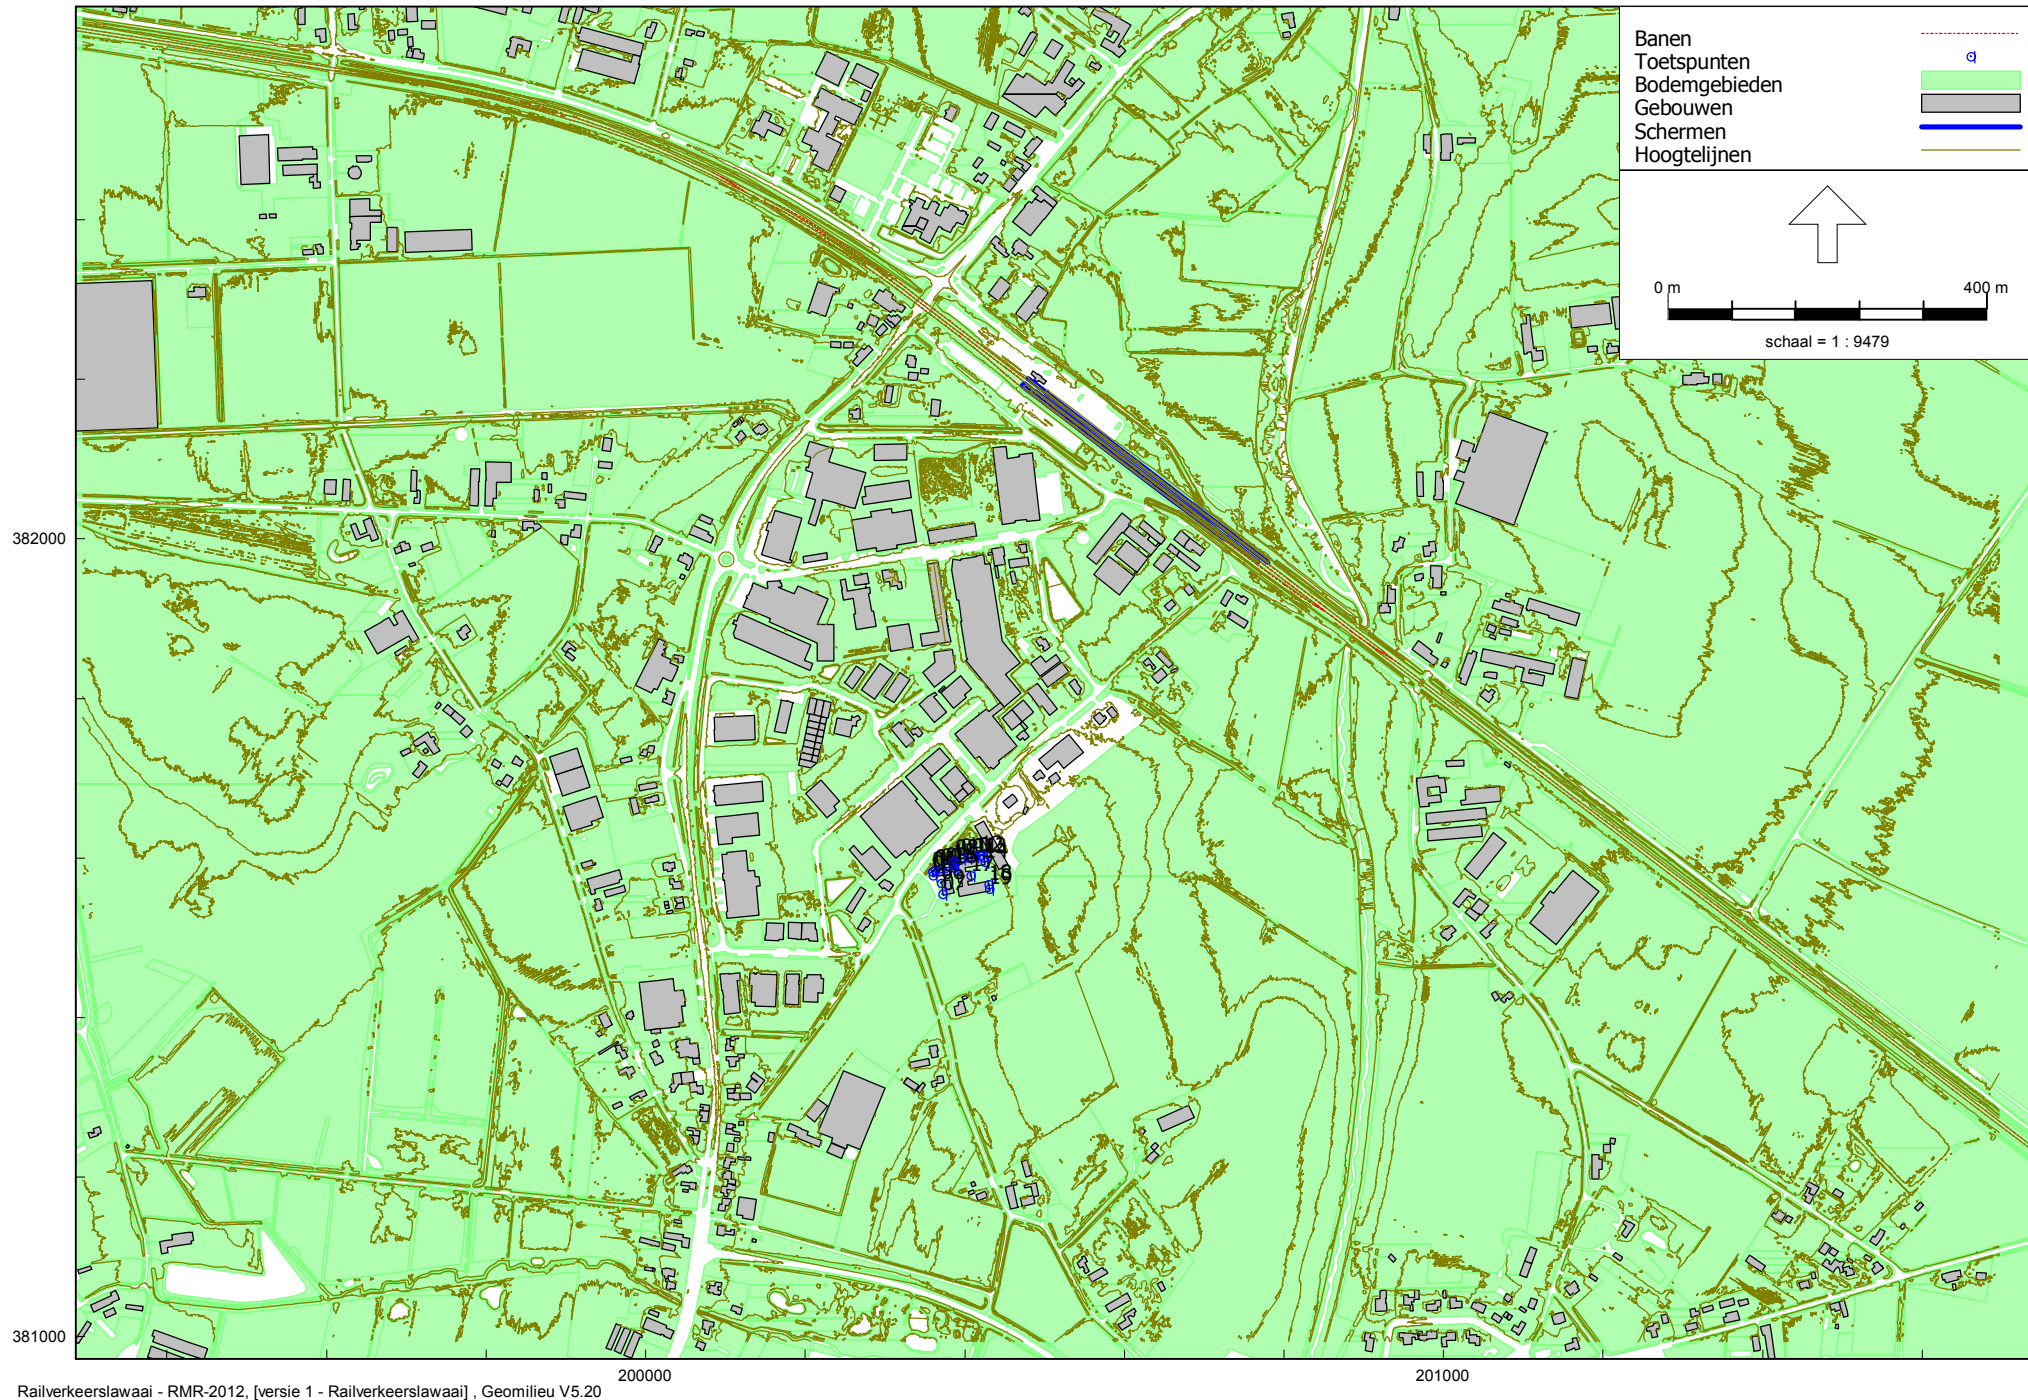 Banen
Toetspunten
Bodemgebieden
Gebouwen
Schermen
Hoogtelijnen
0 m 400 m
schaal = 1 : 9479
382000
381000
200000 201000
Railverkeerslawaai - RMR-2012, [versie 1 - Railverkeerslawaai] , Geomilieu V5.20